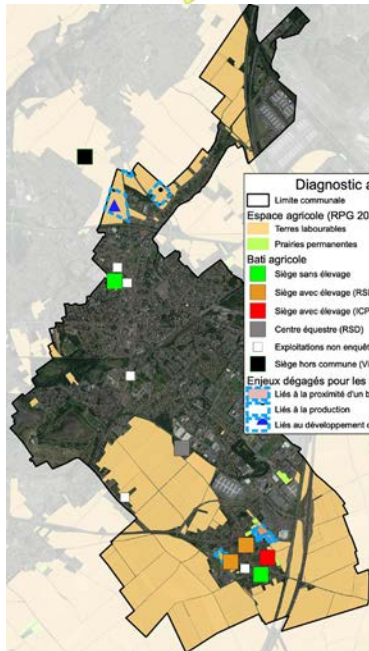 Diagnostic a
Limite communale
Espace agricole (RPG 20
Terres labourables
Prairies permanentes
Bati agricole
Siège sans élevage
Siège avec élevage (RS
Siège avec élevage (ICP
Centre équestre (RSD)
Exploitations non enquêt
Siège hors commune (Vi
Enjeux dégagés pour les
Liés à la proximité d'un b
Liés à la production
Liés au développement d